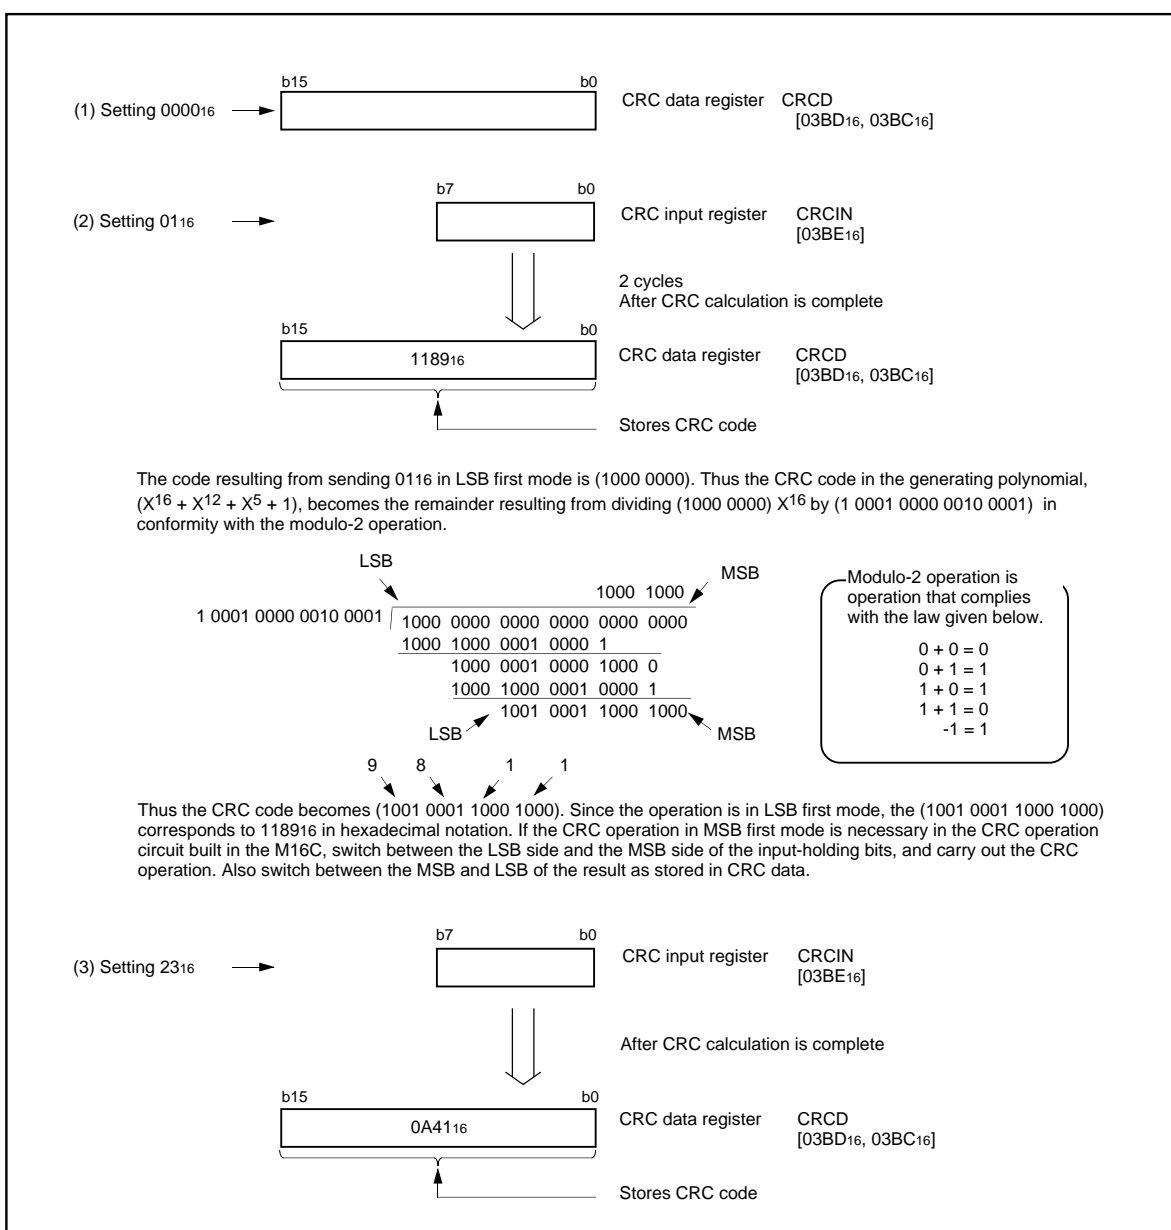 b15 b0
(1) Setting 000016 CRC data register CRCD
[03BD16, 03BC16]
b7 b0
(2) Setting 0116 CRC input register CRCIN
[03BE16]
2 cycles
After CRC calculation is complete
b15 b0
118916 CRC data register CRCD
[03BD16, 03BC16]
Stores CRC code
The code resulting from sending 0116 in LSB first mode is (1000 0000). Thus the CRC code in the generating polynomial,
(X16 + X12 + X5 + 1), becomes the remainder resulting from dividing (1000 0000) X16 by (1 0001 0000 0010 0001) in
conformity with the modulo-2 operation.
LSB MSB
1000 1000
1 0001 0000 0010 0001 1000 0000 0000 0000 0000 0000
1000 1000 0001 0000 1
1000 0001 0000 1000 0
1000 1000 0001 0000 1
1001 0001 1000 1000
LSB MSB
Modulo-2 operation is
operation that complies
with the law given below.
0 + 0 = 0
0 + 1 = 1
1 + 0 = 1
1 + 1 = 0
-1 = 1
9 8 1 1
Thus the CRC code becomes (1001 0001 1000 1000). Since the operation is in LSB first mode, the (1001 0001 1000 1000)
corresponds to 118916 in hexadecimal notation. If the CRC operation in MSB first mode is necessary in the CRC operation
circuit built in the M16C, switch between the LSB side and the MSB side of the input-holding bits, and carry out the CRC
operation. Also switch between the MSB and LSB of the result as stored in CRC data.
b7 b0
(3) Setting 2316 CRC input register CRCIN
[03BE16]
After CRC calculation is complete
b15 b0
0A4116 CRC data register CRCD
[03BD16, 03BC16]
Stores CRC code